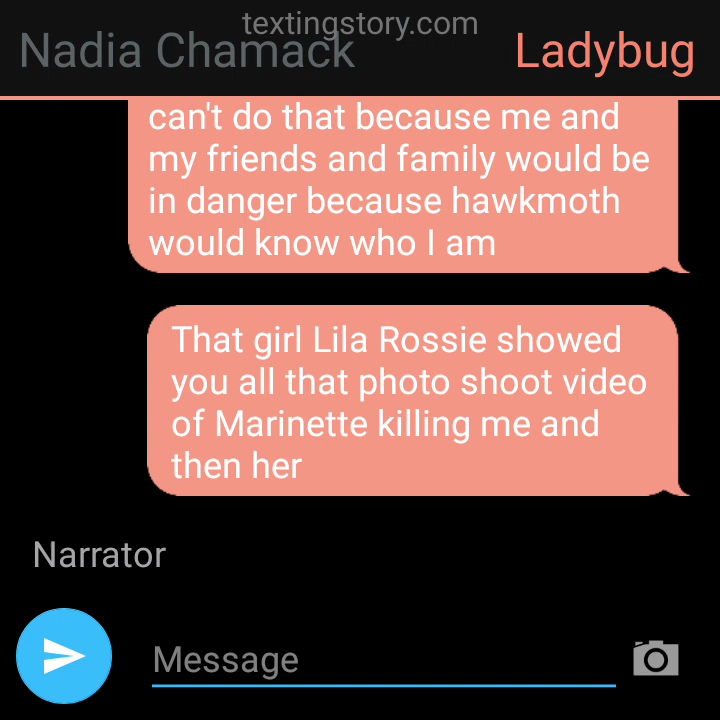 textingstory.com
Nadia Chamack
Ladybug
can't do that because me and
my friends and family would be
in danger because hawkmoth
would know who I am
That girl Lila Rossie showed
you all that photo shoot video
of Marinette killing me and
then her
Narrator
Message